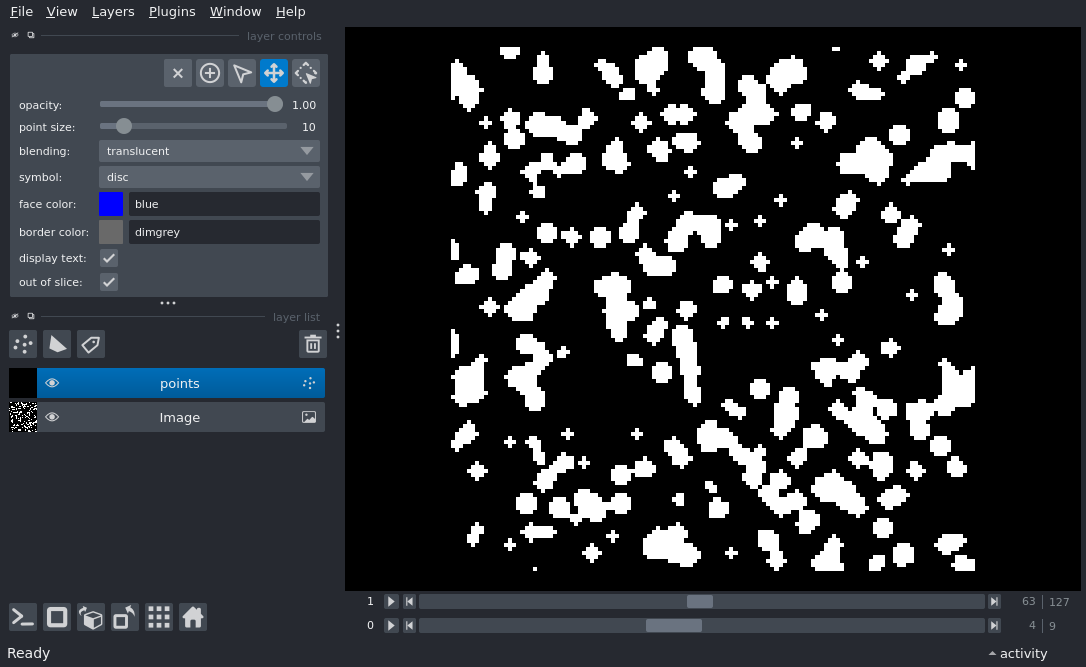 File View Layers Plugins Window Help
layer controls
opacity: 1.00
point size: 10
blending: translucent
symbol: disc
face color: blue
border color: dimgrey
display text:
out of slice:
layer list
points
Image
1 63 127
0 4 9
Ready activity